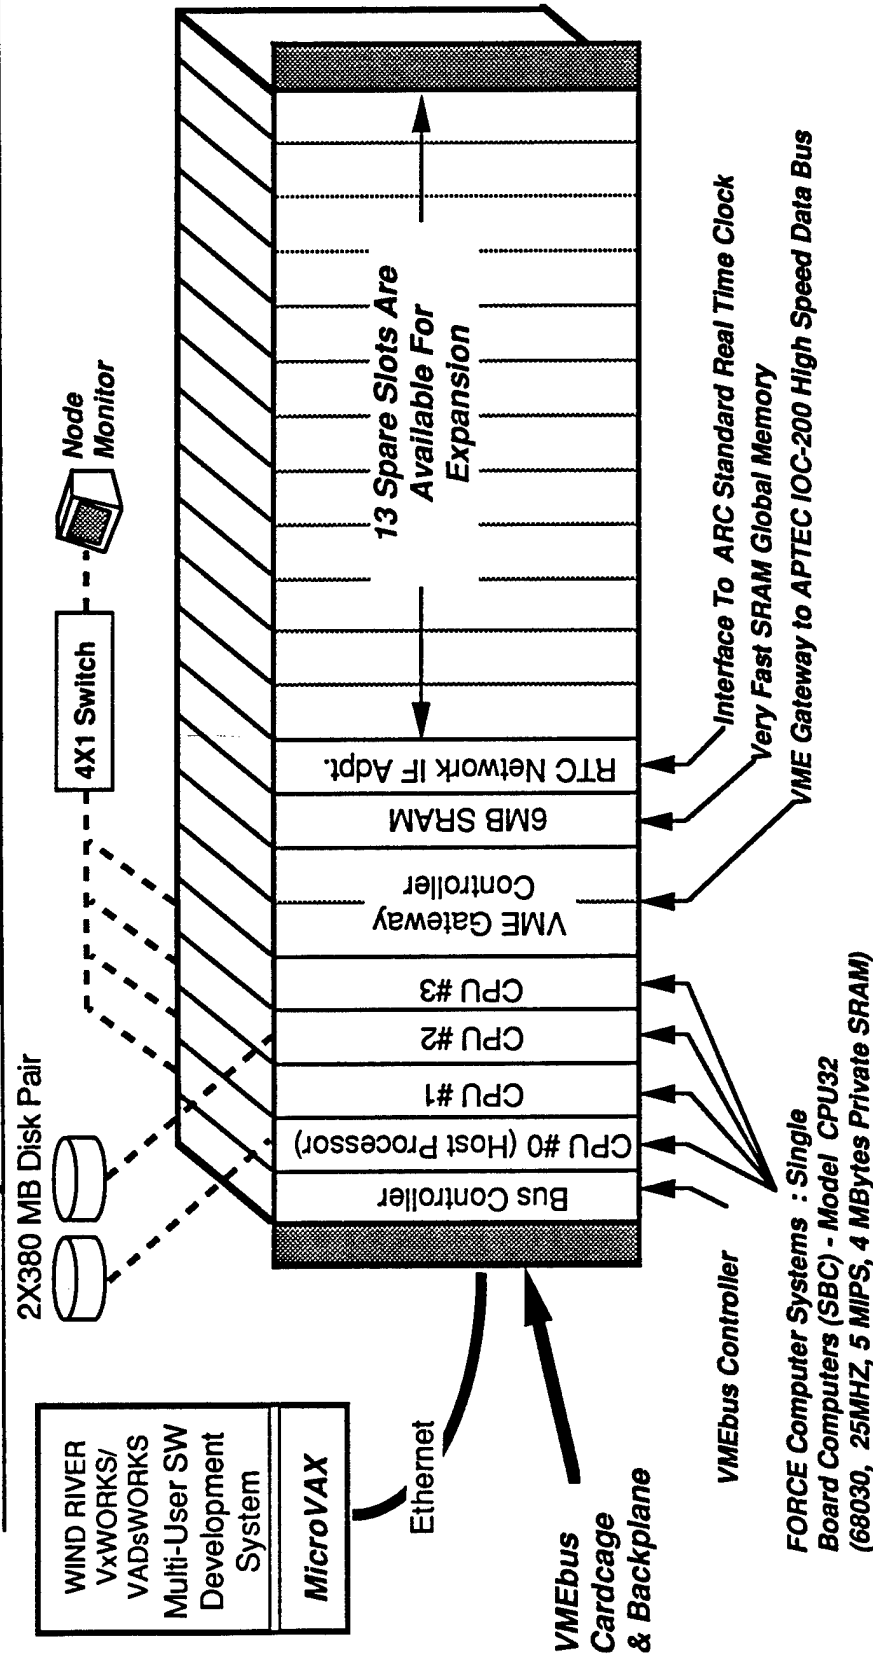 WIND RIVER
VxWORKS/
VADsWORKS
Multi-User SW
Development
System
MicroVAX
Ethernet
2X380 MB Disk Pair
4X1 Switch
Node
Monitor
VMEbus
Cardcage
& Backplane
Bus Controller
CPU #0 (Host Processor)
CPU #1
CPU #2
CPU #3
VME Gateway
Controller
6MB SRAM
RTC Network IF Adpt.
13 Spare Slots Are
Available For
Expansion
Interface To ARC Standard Real Time Clock
Very Fast SRAM Global Memory
VME Gateway to APTEC IOC-200 High Speed Data Bus
VMEbus Controller
FORCE Computer Systems : Single
Board Computers (SBC) - Model CPU32
(68030, 25MHZ, 5 MIPS, 4 MBytes Private SRAM)